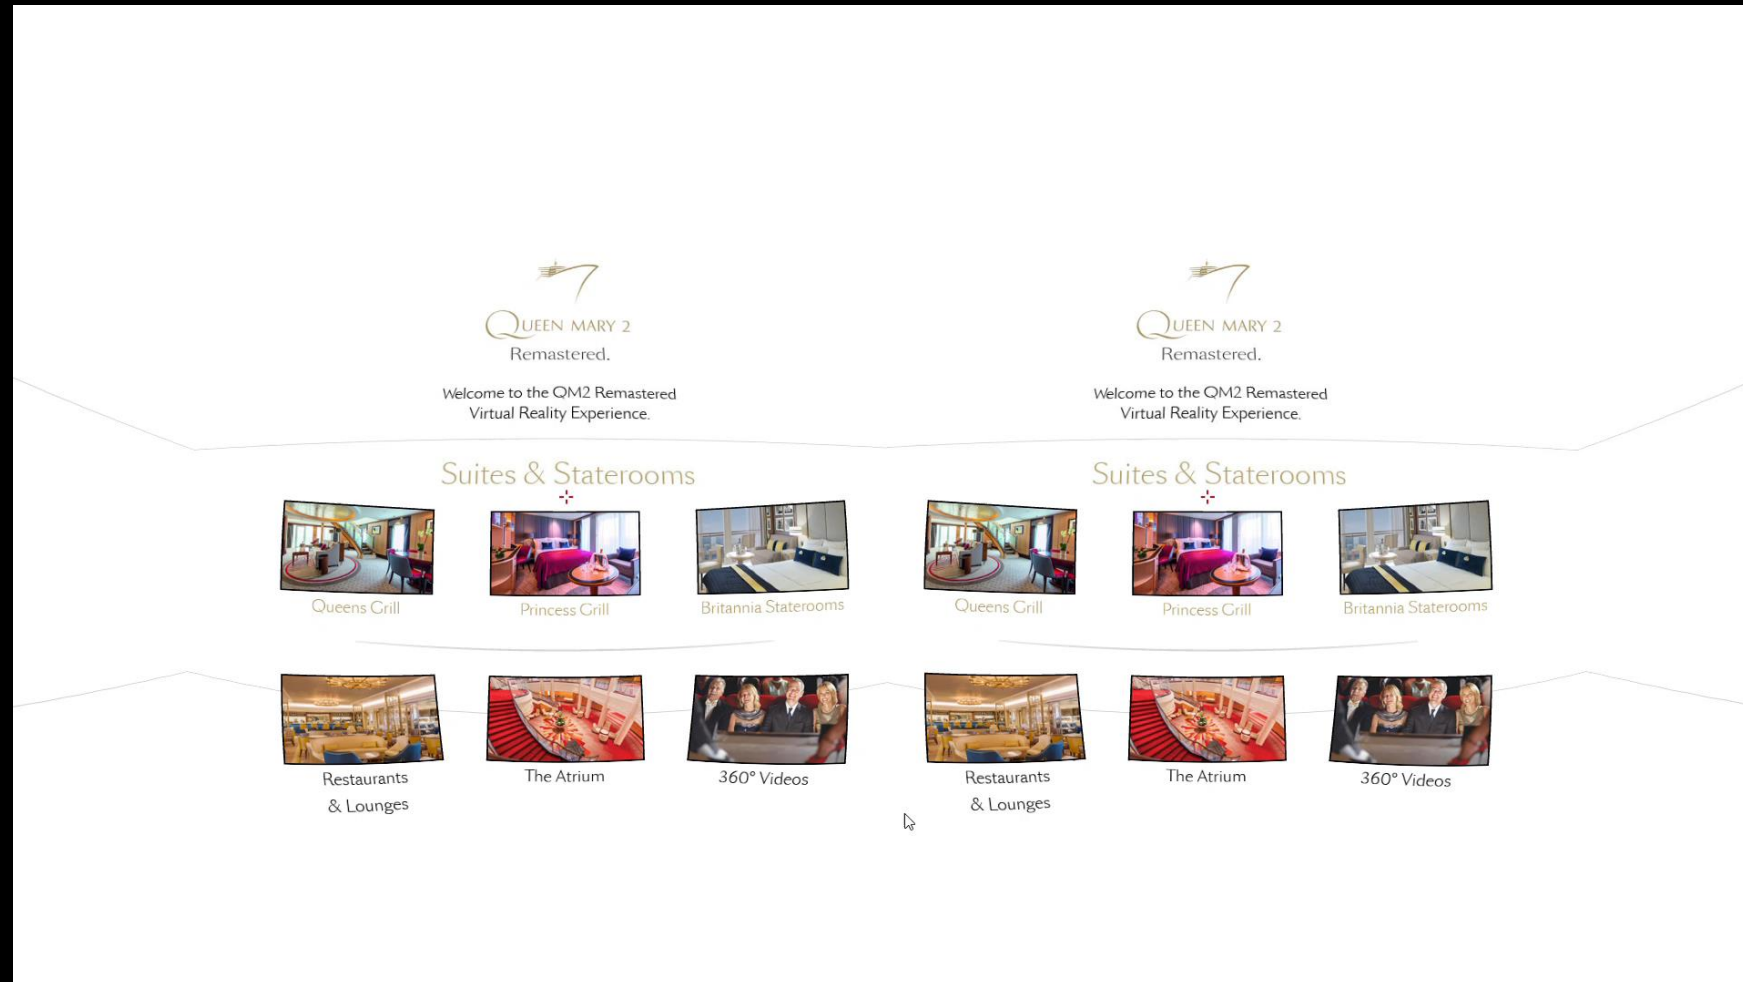 QUEEN MARY 2
Remastered.
Welcome to the QM2 Remastered
Virtual Reality Experience.
Suites & Staterooms
Queens Grill
Princess Grill
Britannia Staterooms
Restaurants
& Lounges
The Atrium
360° Videos
QUEEN MARY 2
Remastered.
Welcome to the QM2 Remastered
Virtual Reality Experience.
Suites & Staterooms
Queens Grill
Princess Grill
Britannia Staterooms
Restaurants
& Lounges
The Atrium
360° Videos